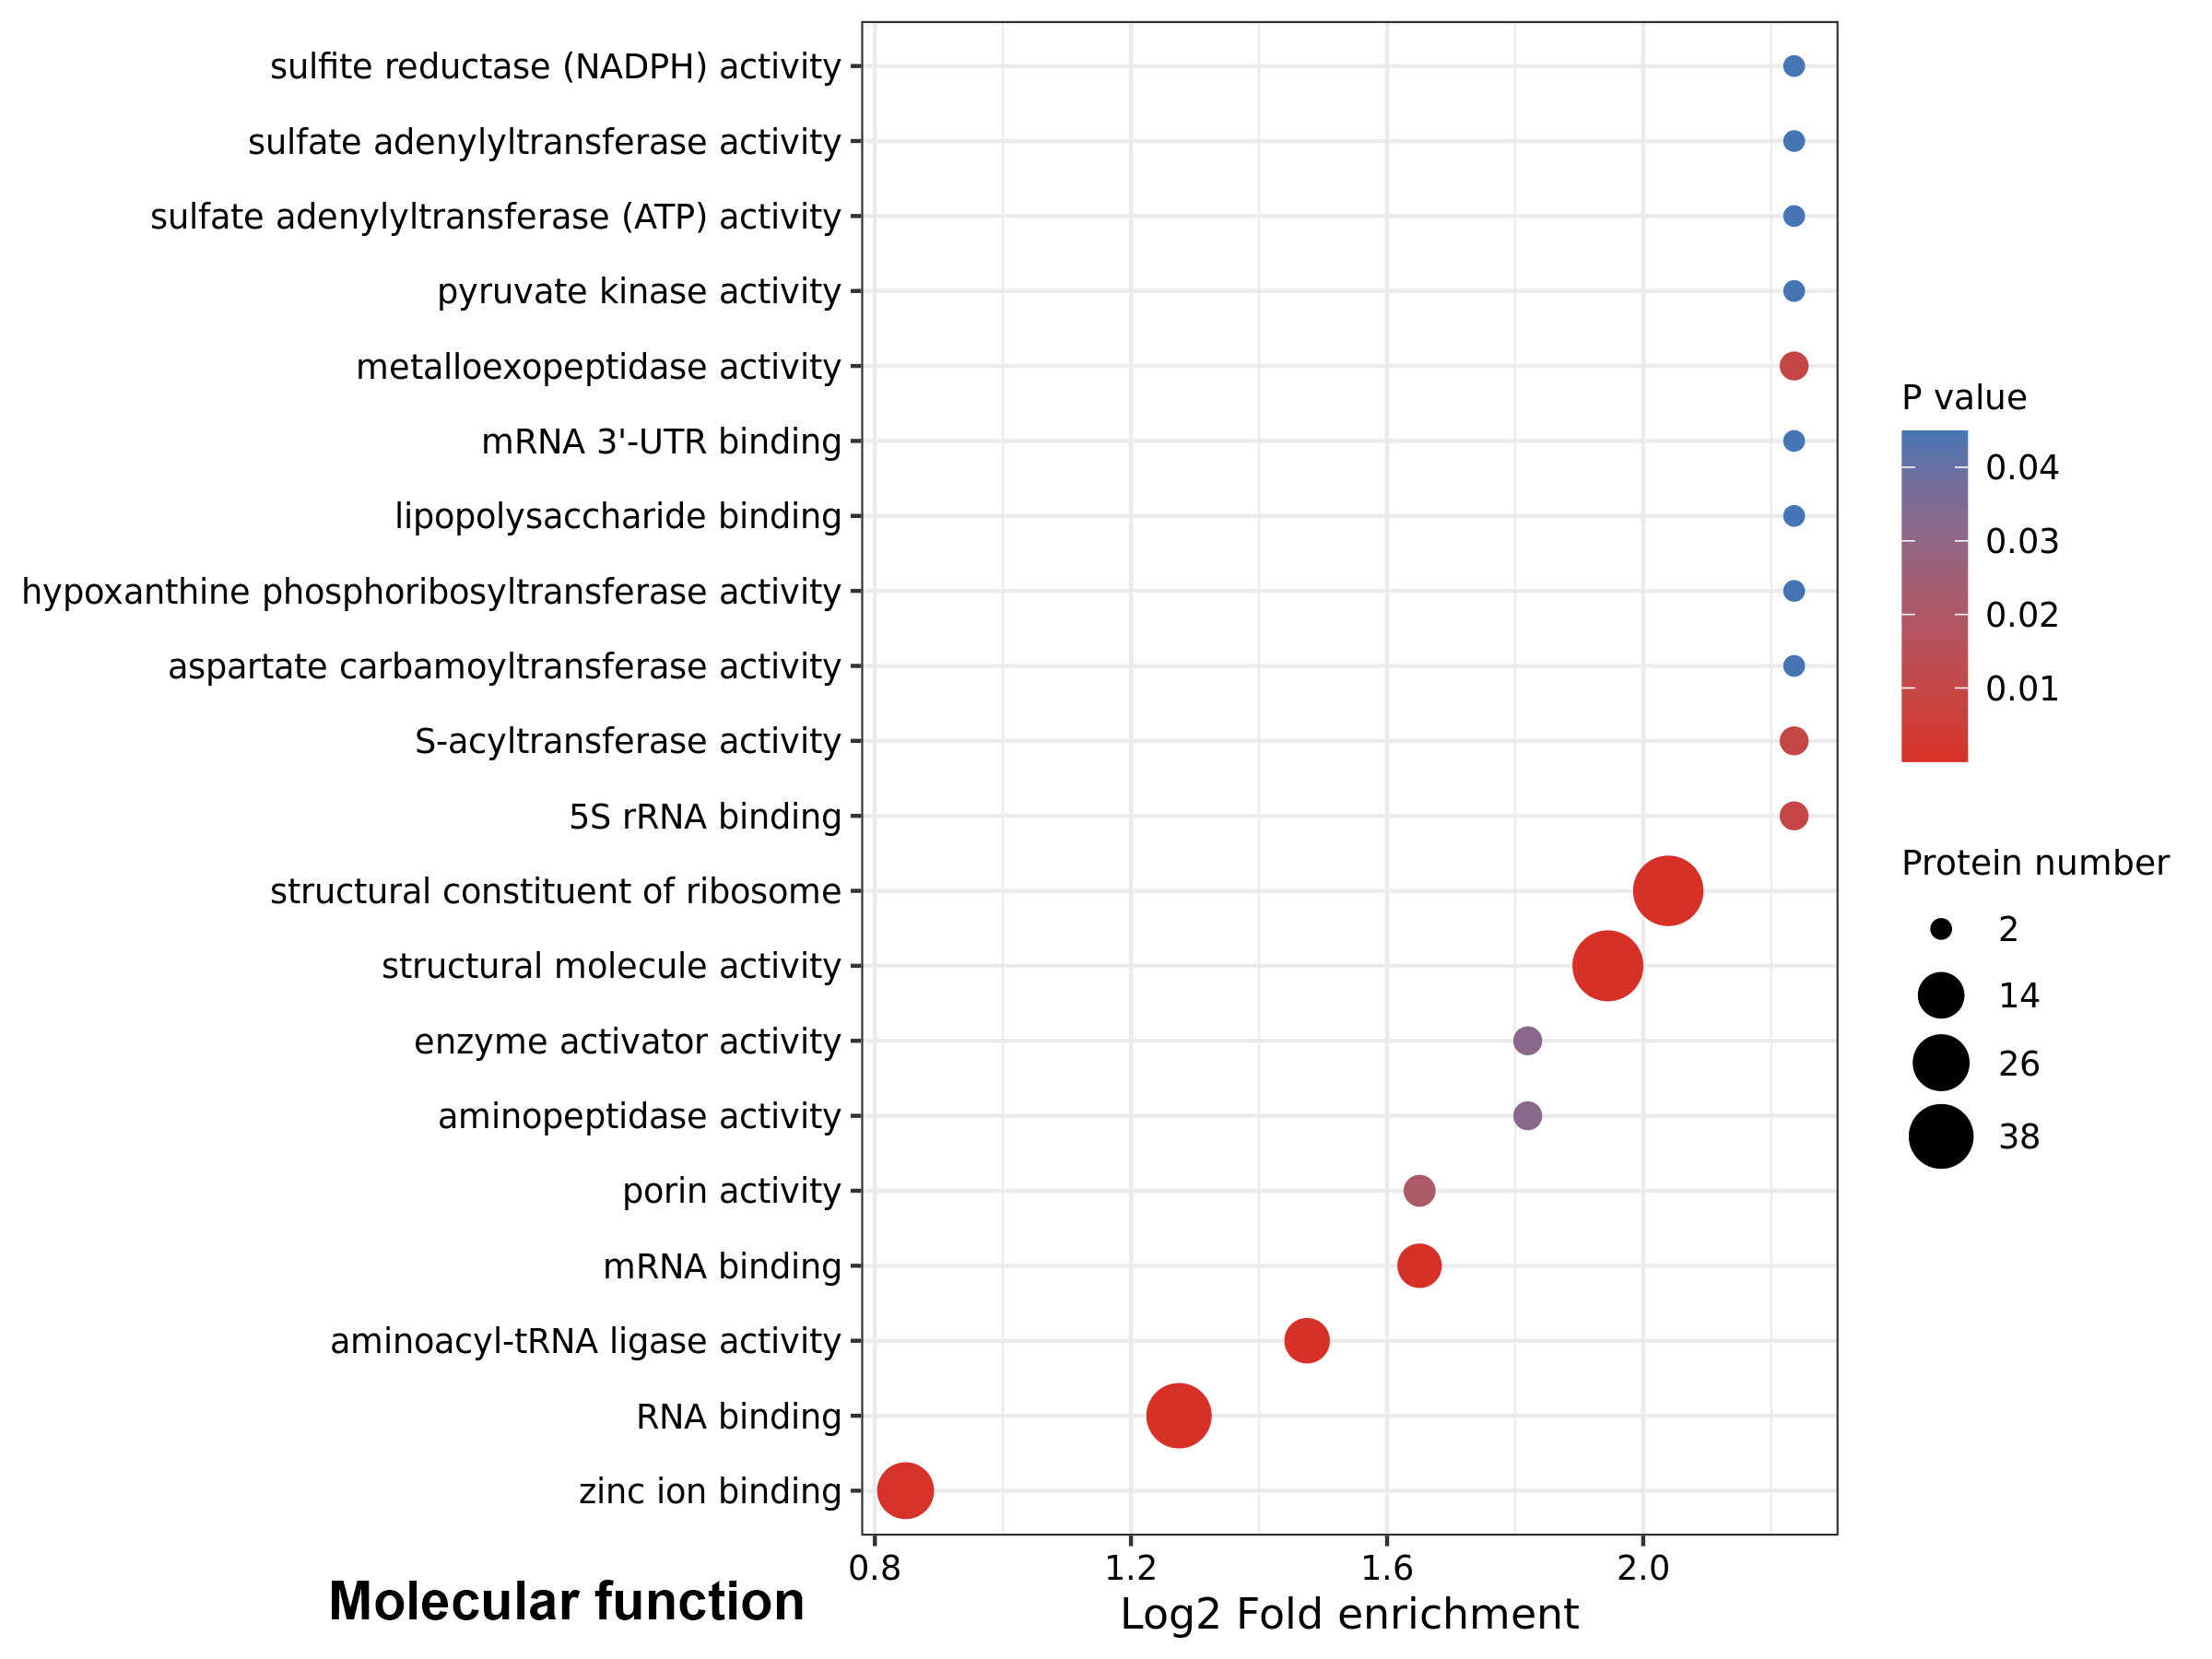 sulfite reductase (NADPH) activity
sulfate adenylyltransferase activity
sulfate adenylyltransferase (ATP) activity
pyruvate kinase activity
metalloexopeptidase activity
mRNA 3'-UTR binding
lipopolysaccharide binding
hypoxanthine phosphoribosyltransferase activity
aspartate carbamoyltransferase activity
S-acyltransferase activity
5S rRNA binding
structural constituent of ribosome
structural molecule activity
enzyme activator activity
aminopeptidase activity
porin activity
mRNA binding
aminoacyl-tRNA ligase activity
RNA binding
zinc ion binding
0.8 1.2 1.6 2.0
Log2 Fold enrichment
Molecular function
P value
0.04
0.03
0.02
0.01
Protein number
2
14
26
38